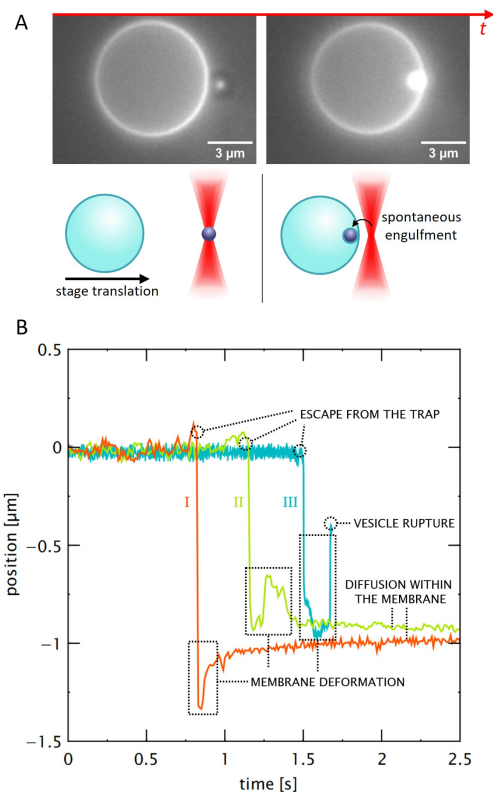 A
t
3 µm
3 µm
stage translation
spontaneous
engulfment
B
0.5
0
−0.5
−1
−1.5
position [µm]
ESCAPE FROM THE TRAP
I
II
III
VESICLE RUPTURE
DIFFUSION WITHIN
THE MEMBRANE
MEMBRANE DEFORMATION
0
0.5
1
1.5
2
2.5
time [s]